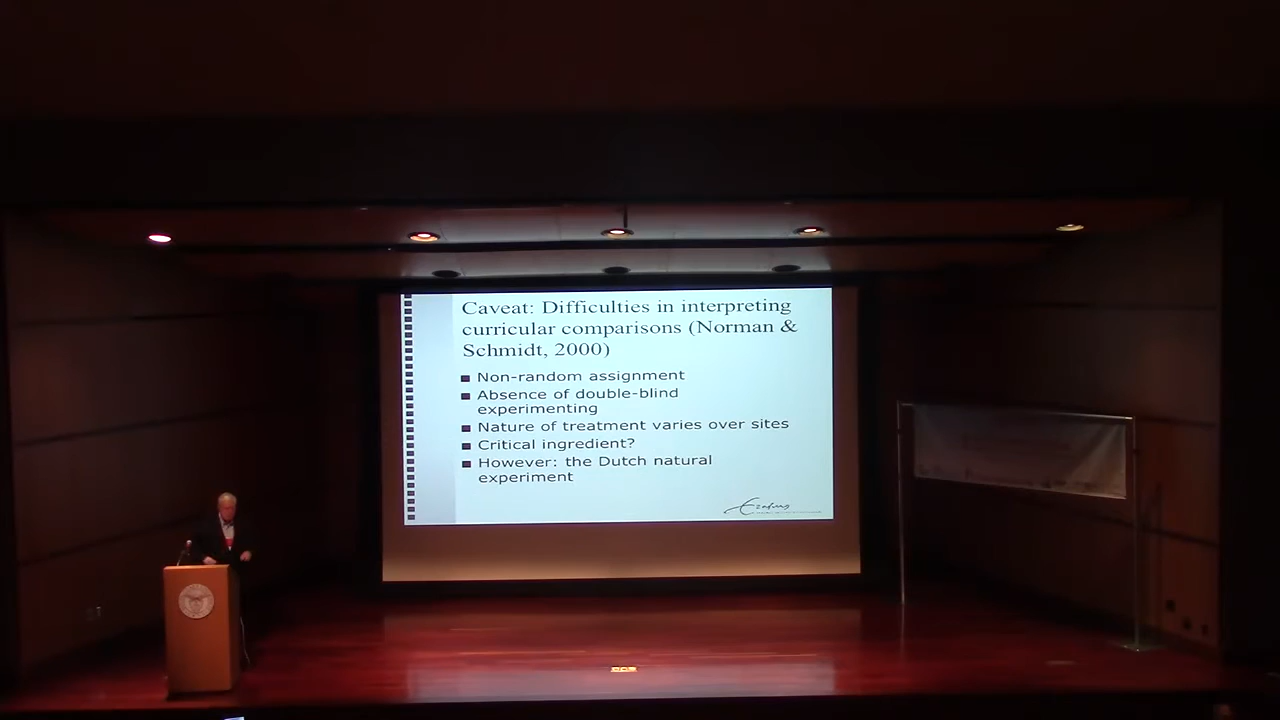 Caveat: Difficulties in interpreting
curricular comparisons (Norman &
Schmidt, 2000)
Non-random assignment
Absence of double-blind
experimenting
Nature of treatment varies over sites
Critical ingredient?
However: the Dutch natural
experiment
Erasmus